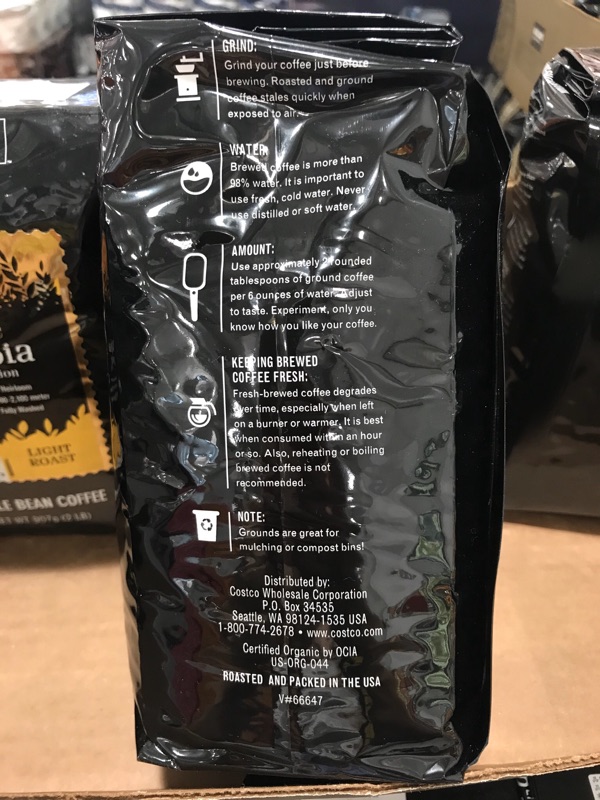 GRIND:
Grind your coffee just before
brewing. Roasted and ground
coffee stales quickly when
exposed to air.
WATER:
Brewed coffee is more than
98% water. It is important to
use fresh, cold water. Never
use distilled or soft water.
AMOUNT:
Use approximately 2 rounded
tablespoons of ground coffee
per 6 ounces of water. Adjust
to taste. Experiment, only you
know how you like your coffee.
KEEPING BREWED
COFFEE FRESH:
Fresh-brewed coffee degrades
over time, especially when left
on a burner or warmer. It is best
when consumed within an hour
or so. Also, reheating or boiling
brewed coffee is not
recommended.
NOTE:
Grounds are great for
mulching or compost bins!
Distributed by:
Costco Wholesale Corporation
P.O. Box 34535
Seattle, WA 98124-1535 USA
1-800-774-2678 • www.costco.com
Certified Organic by OCIA
US-ORG-044
ROASTED AND PACKED IN THE USA
V#66647
LIGHT
ROAST
BEAN COFFEE
907g (2 LB)